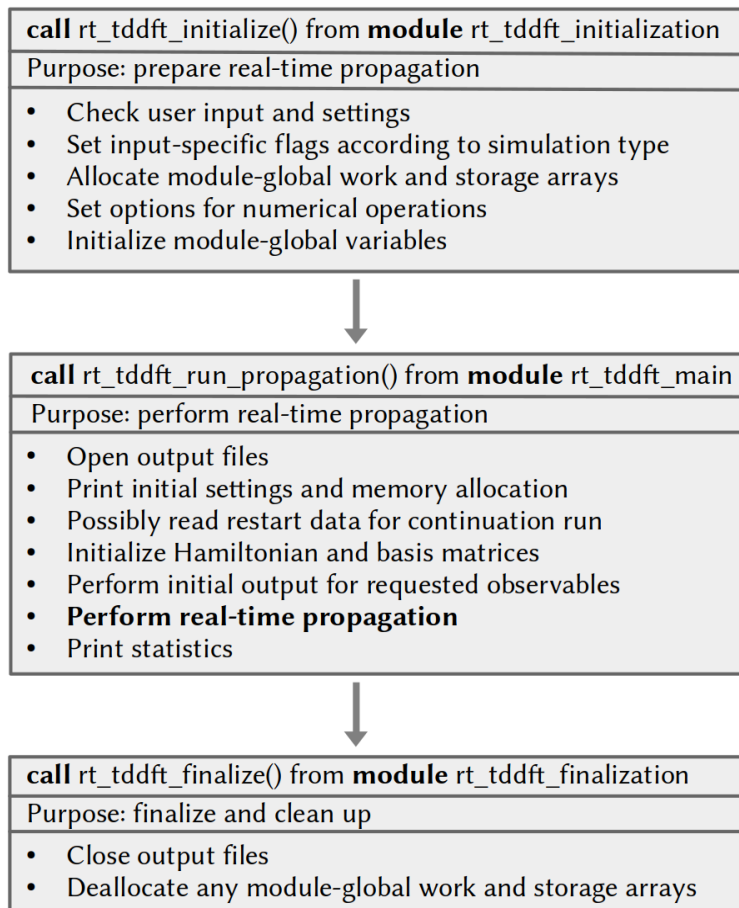 call rt_tddft_initialize() from module rt_tddft_initialization
Purpose: prepare real-time propagation
• Check user input and settings
• Set input-specific flags according to simulation type
• Allocate module-global work and storage arrays
• Set options for numerical operations
• Initialize module-global variables
call rt_tddft_run_propagation() from module rt_tddft_main
Purpose: perform real-time propagation
• Open output files
• Print initial settings and memory allocation
• Possibly read restart data for continuation run
• Initialize Hamiltonian and basis matrices
• Perform initial output for requested observables
• Perform real-time propagation
• Print statistics
call rt_tddft_finalize() from module rt_tddft_finalization
Purpose: finalize and clean up
• Close output files
• Deallocate any module-global work and storage arrays